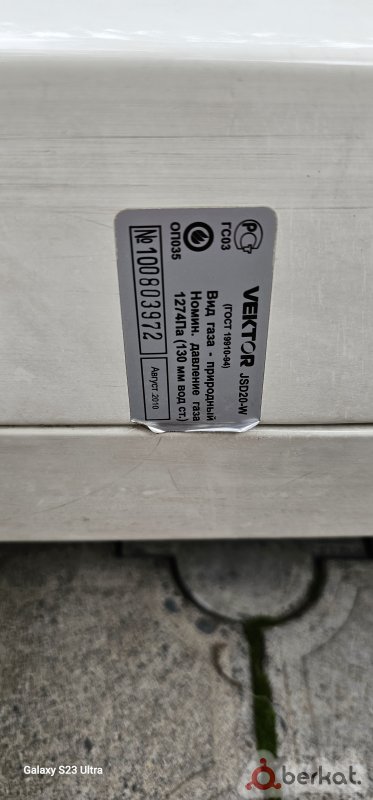 VEKTOR JSD20-W
(ГОСТ 19910-94)
Вид газа - природный
Номин. давление газа
1274Па (130 мм вод ст.)
РСТ
ГС03
ОП035
№100803972
Август.2010
Galaxy S23 Ultra
berkat.